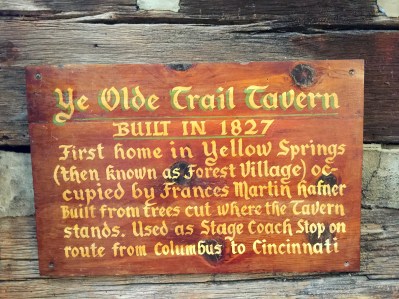 Ye Olde Trail Tavern
BUILT IN 1827
First home in Yellow Springs
(then known as Forest Village) oc-
cupied by Frances Martin hafner
Built from trees cut where the Tavern
stands. Used as Stage Coach Stop on
route from Columbus to Cincinnati